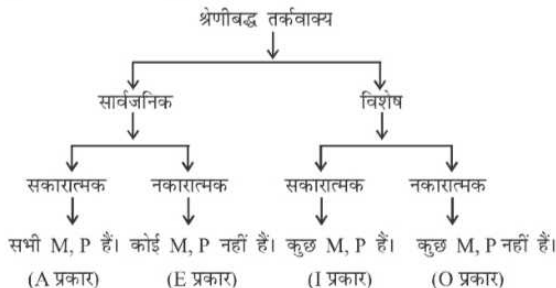 श्रेणीबद्ध तर्कवाक्य
सार्वजनिक विशेष
सकारात्मक नकारात्मक सकारात्मक नकारात्मक
सभी M, P हैं। कोई M, P नहीं हैं। कुछ M, P हैं। कुछ M, P नहीं हैं।
(A प्रकार) (E प्रकार) (I प्रकार) (O प्रकार)